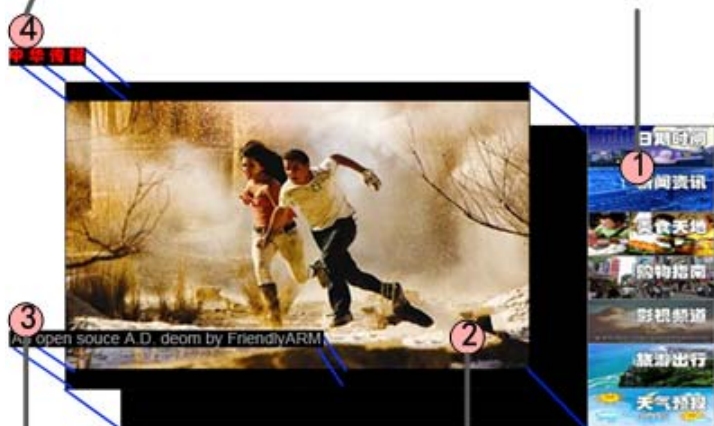 4
中华传媒
1
日期时间
新闻资讯
美食天地
购物指南
影视频道
旅游出行
天气预报
3
An open souce A.D. deom by FriendlyARM
2